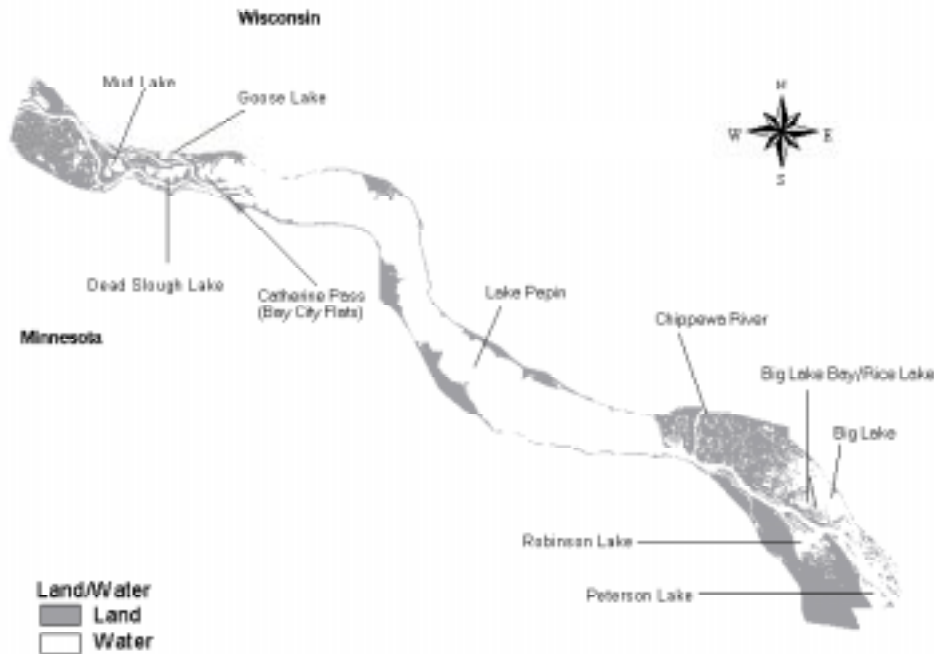 Wisconsin
Mud Lake
Goose Lake
N
W E
S
Dead Slough Lake
Catherine Pass
(Bay City Flats)
Lake Pepin
Minnesota
Chippewa River
Big Lake Bay/Rice Lake
Big Lake
Robinson Lake
Peterson Lake
Land/Water
Land
Water